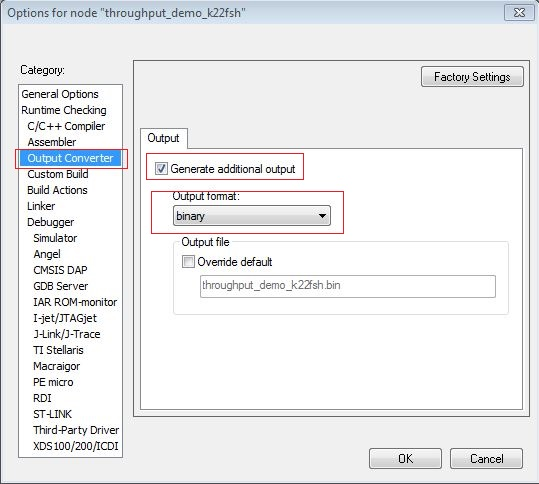 Options for node "throughput_demo_k22fsh"
Category:
Factory Settings
General Options
Runtime Checking
C/C++ Compiler
Assembler
Output Converter
Custom Build
Build Actions
Linker
Debugger
Simulator
Angel
CMSIS DAP
GDB Server
IAR ROM-monitor
I-jet/JTAGjet
J-Link/J-Trace
TI Stellaris
Macraigor
PE micro
RDI
ST-LINK
Third-Party Driver
XDS100/200/ICDI
Output
Generate additional output
Output format:
binary
Output file
Override default
throughput_demo_k22fsh.bin
OK
Cancel